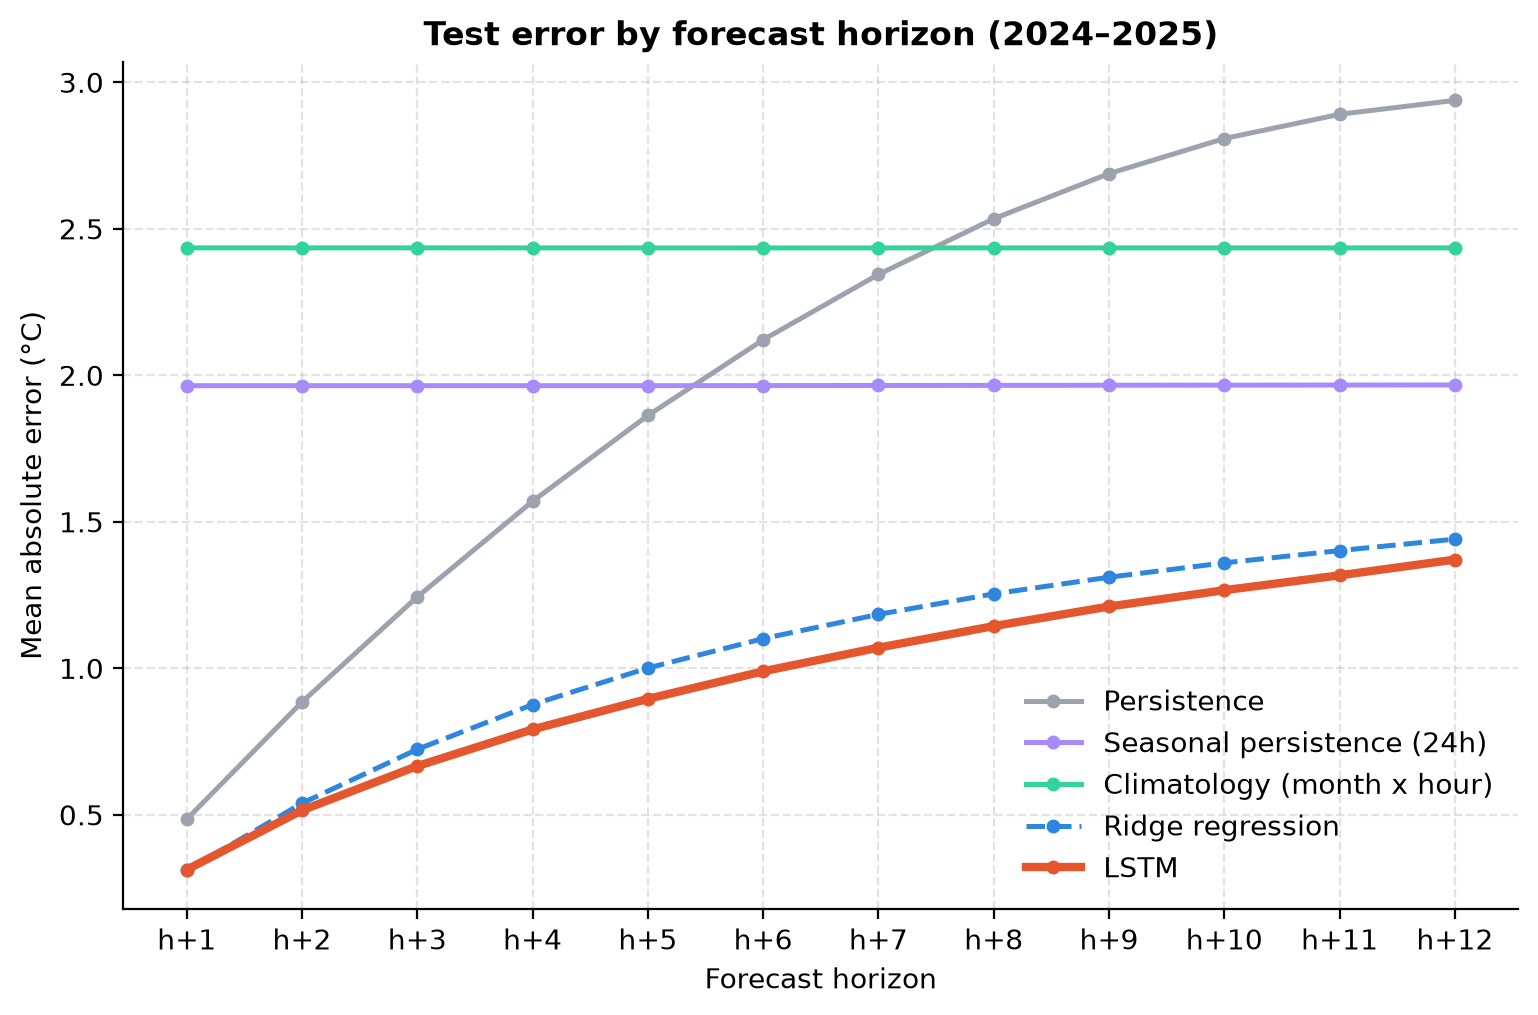 Test error by forecast horizon (2024–2025)
Mean absolute error (°C)
3.0
2.5
2.0
1.5
1.0
0.5
Persistence
Seasonal persistence (24h)
Climatology (month x hour)
Ridge regression
LSTM
h+1 h+2 h+3 h+4 h+5 h+6 h+7 h+8 h+9 h+10 h+11 h+12
Forecast horizon